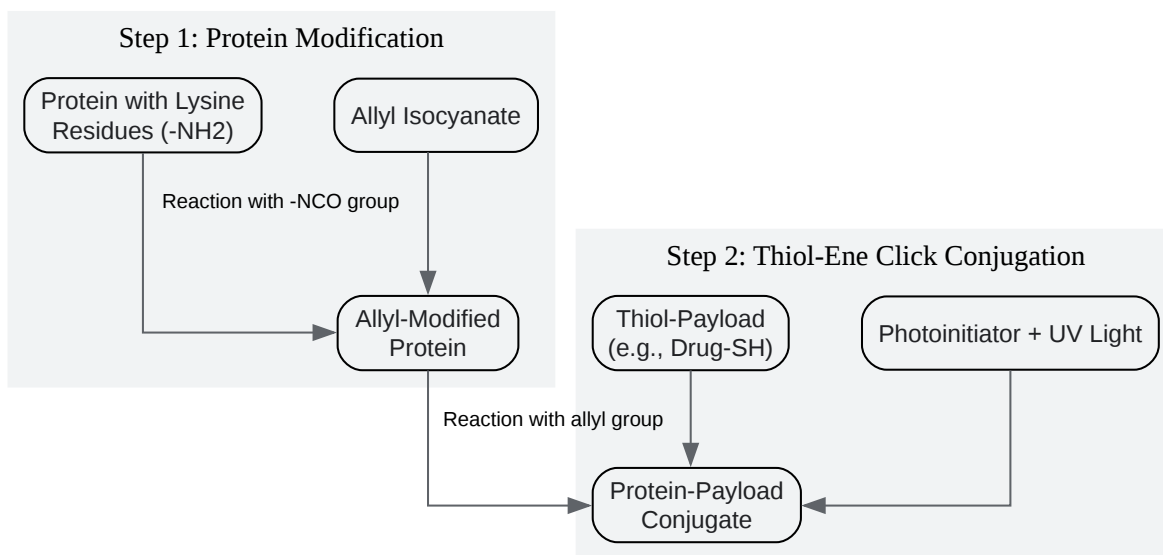 Step 1: Protein Modification
Protein with Lysine
Residues (-NH2)
Allyl Isocyanate
Reaction with -NCO group
Allyl-Modified
Protein
Step 2: Thiol-Ene Click Conjugation
Thiol-Payload
(e.g., Drug-SH)
Photoinitiator + UV Light
Reaction with allyl group
Protein-Payload
Conjugate